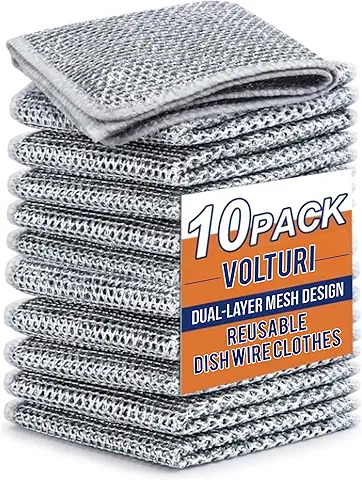 10PACK
VOLTURI
DUAL-LAYER MESH DESIGN
REUSABLE
DISH WIRE CLOTHES